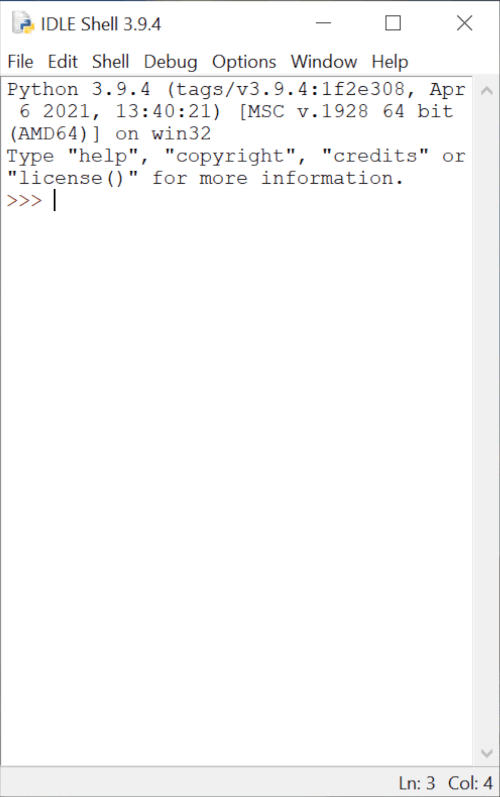 IDLE Shell 3.9.4
File Edit Shell Debug Options Window Help
Python 3.9.4 (tags/v3.9.4:1f2e308, Apr
 6 2021, 13:40:21) [MSC v.1928 64 bit
(AMD64)] on win32
Type "help", "copyright", "credits" or
"license()" for more information.
>>>
Ln: 3 Col: 4